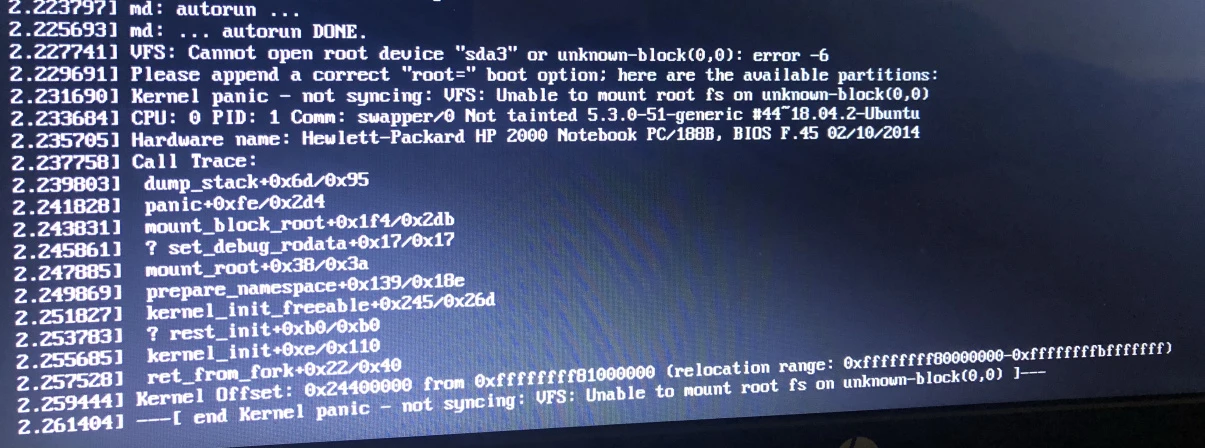 2.223797] md: autorun ...
2.225693] md: ... autorun DONE.
2.227741] VFS: Cannot open root device "sda3" or unknown-block(0,0): error -6
2.229691] Please append a correct "root=" boot option; here are the available partitions:
2.231690] Kernel panic - not syncing: VFS: Unable to mount root fs on unknown-block(0,0)
2.233684] CPU: 0 PID: 1 Comm: swapper/0 Not tainted 5.3.0-51-generic #44~18.04.2-Ubuntu
2.235705] Hardware name: Hewlett-Packard HP 2000 Notebook PC/188B, BIOS F.45 02/10/2014
2.237758] Call Trace:
2.239803]  dump_stack+0x6d/0x95
2.241828]  panic+0xfe/0x2d4
2.243831]  mount_block_root+0x1f4/0x2db
2.245861]  ? set_debug_rodata+0x17/0x17
2.247885]  mount_root+0x38/0x3a
2.249869]  prepare_namespace+0x139/0x18e
2.251827]  kernel_init_freeable+0x245/0x26d
2.253783]  ? rest_init+0xb0/0xb0
2.255685]  kernel_init+0xe/0x110
2.257528]  ret_from_fork+0x22/0x40
2.259444] Kernel Offset: 0x24400000 from 0xffffffff81000000 (relocation range: 0xffffffff80000000-0xffffffffbfffffff)
2.261404] ---[ end Kernel panic - not syncing: VFS: Unable to mount root fs on unknown-block(0,0) ]---